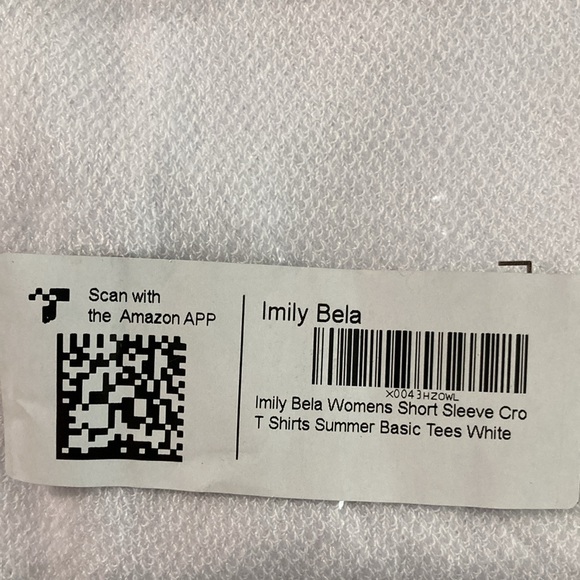 Scan with
the Amazon APP
Imily Bela
X0043HZOWL
Imily Bela Womens Short Sleeve Cro
T Shirts Summer Basic Tees White